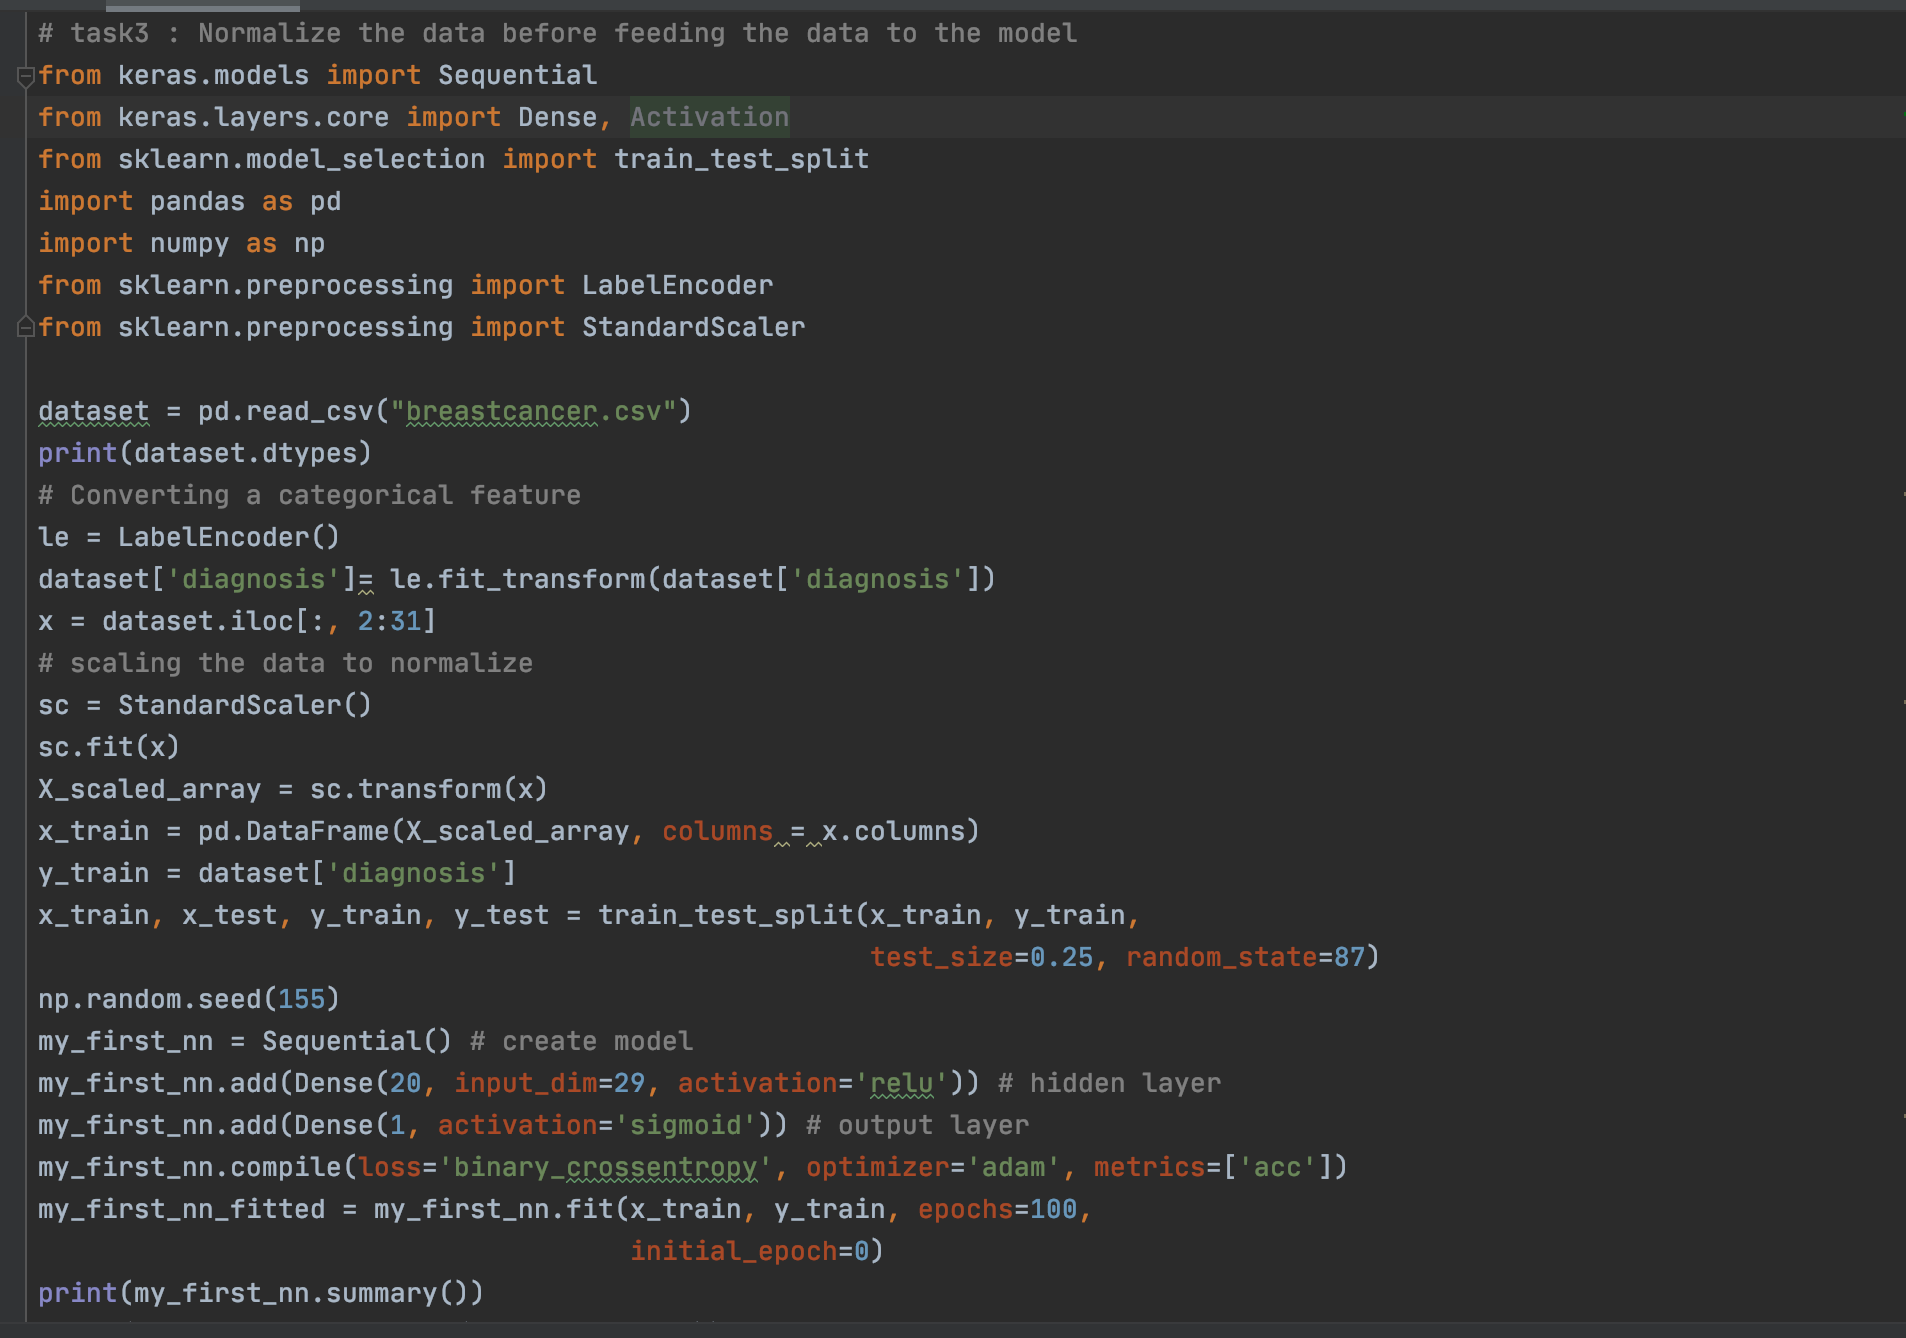 # task3 : Normalize the data before feeding the data to the model
from keras.models import Sequential
from keras.layers.core import Dense, Activation
from sklearn.model_selection import train_test_split
import pandas as pd
import numpy as np
from sklearn.preprocessing import LabelEncoder
from sklearn.preprocessing import StandardScaler

dataset = pd.read_csv("breastcancer.csv")
print(dataset.dtypes)
# Converting a categorical feature
le = LabelEncoder()
dataset['diagnosis']= le.fit_transform(dataset['diagnosis'])
x = dataset.iloc[:, 2:31]
# scaling the data to normalize
sc = StandardScaler()
sc.fit(x)
X_scaled_array = sc.transform(x)
x_train = pd.DataFrame(X_scaled_array, columns = x.columns)
y_train = dataset['diagnosis']
x_train, x_test, y_train, y_test = train_test_split(x_train, y_train,
                                                    test_size=0.25, random_state=87)
np.random.seed(155)
my_first_nn = Sequential() # create model
my_first_nn.add(Dense(20, input_dim=29, activation='relu')) # hidden layer
my_first_nn.add(Dense(1, activation='sigmoid')) # output layer
my_first_nn.compile(loss='binary_crossentropy', optimizer='adam', metrics=['acc'])
my_first_nn_fitted = my_first_nn.fit(x_train, y_train, epochs=100,
                                     initial_epoch=0)
print(my_first_nn.summary())